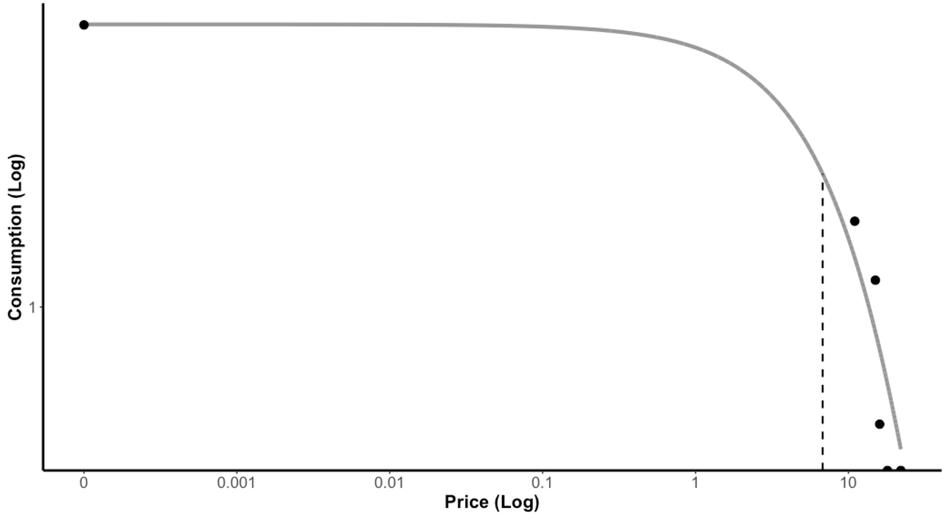 Consumption (Log)
1
0 0.001 0.01 0.1 1 10
Price (Log)